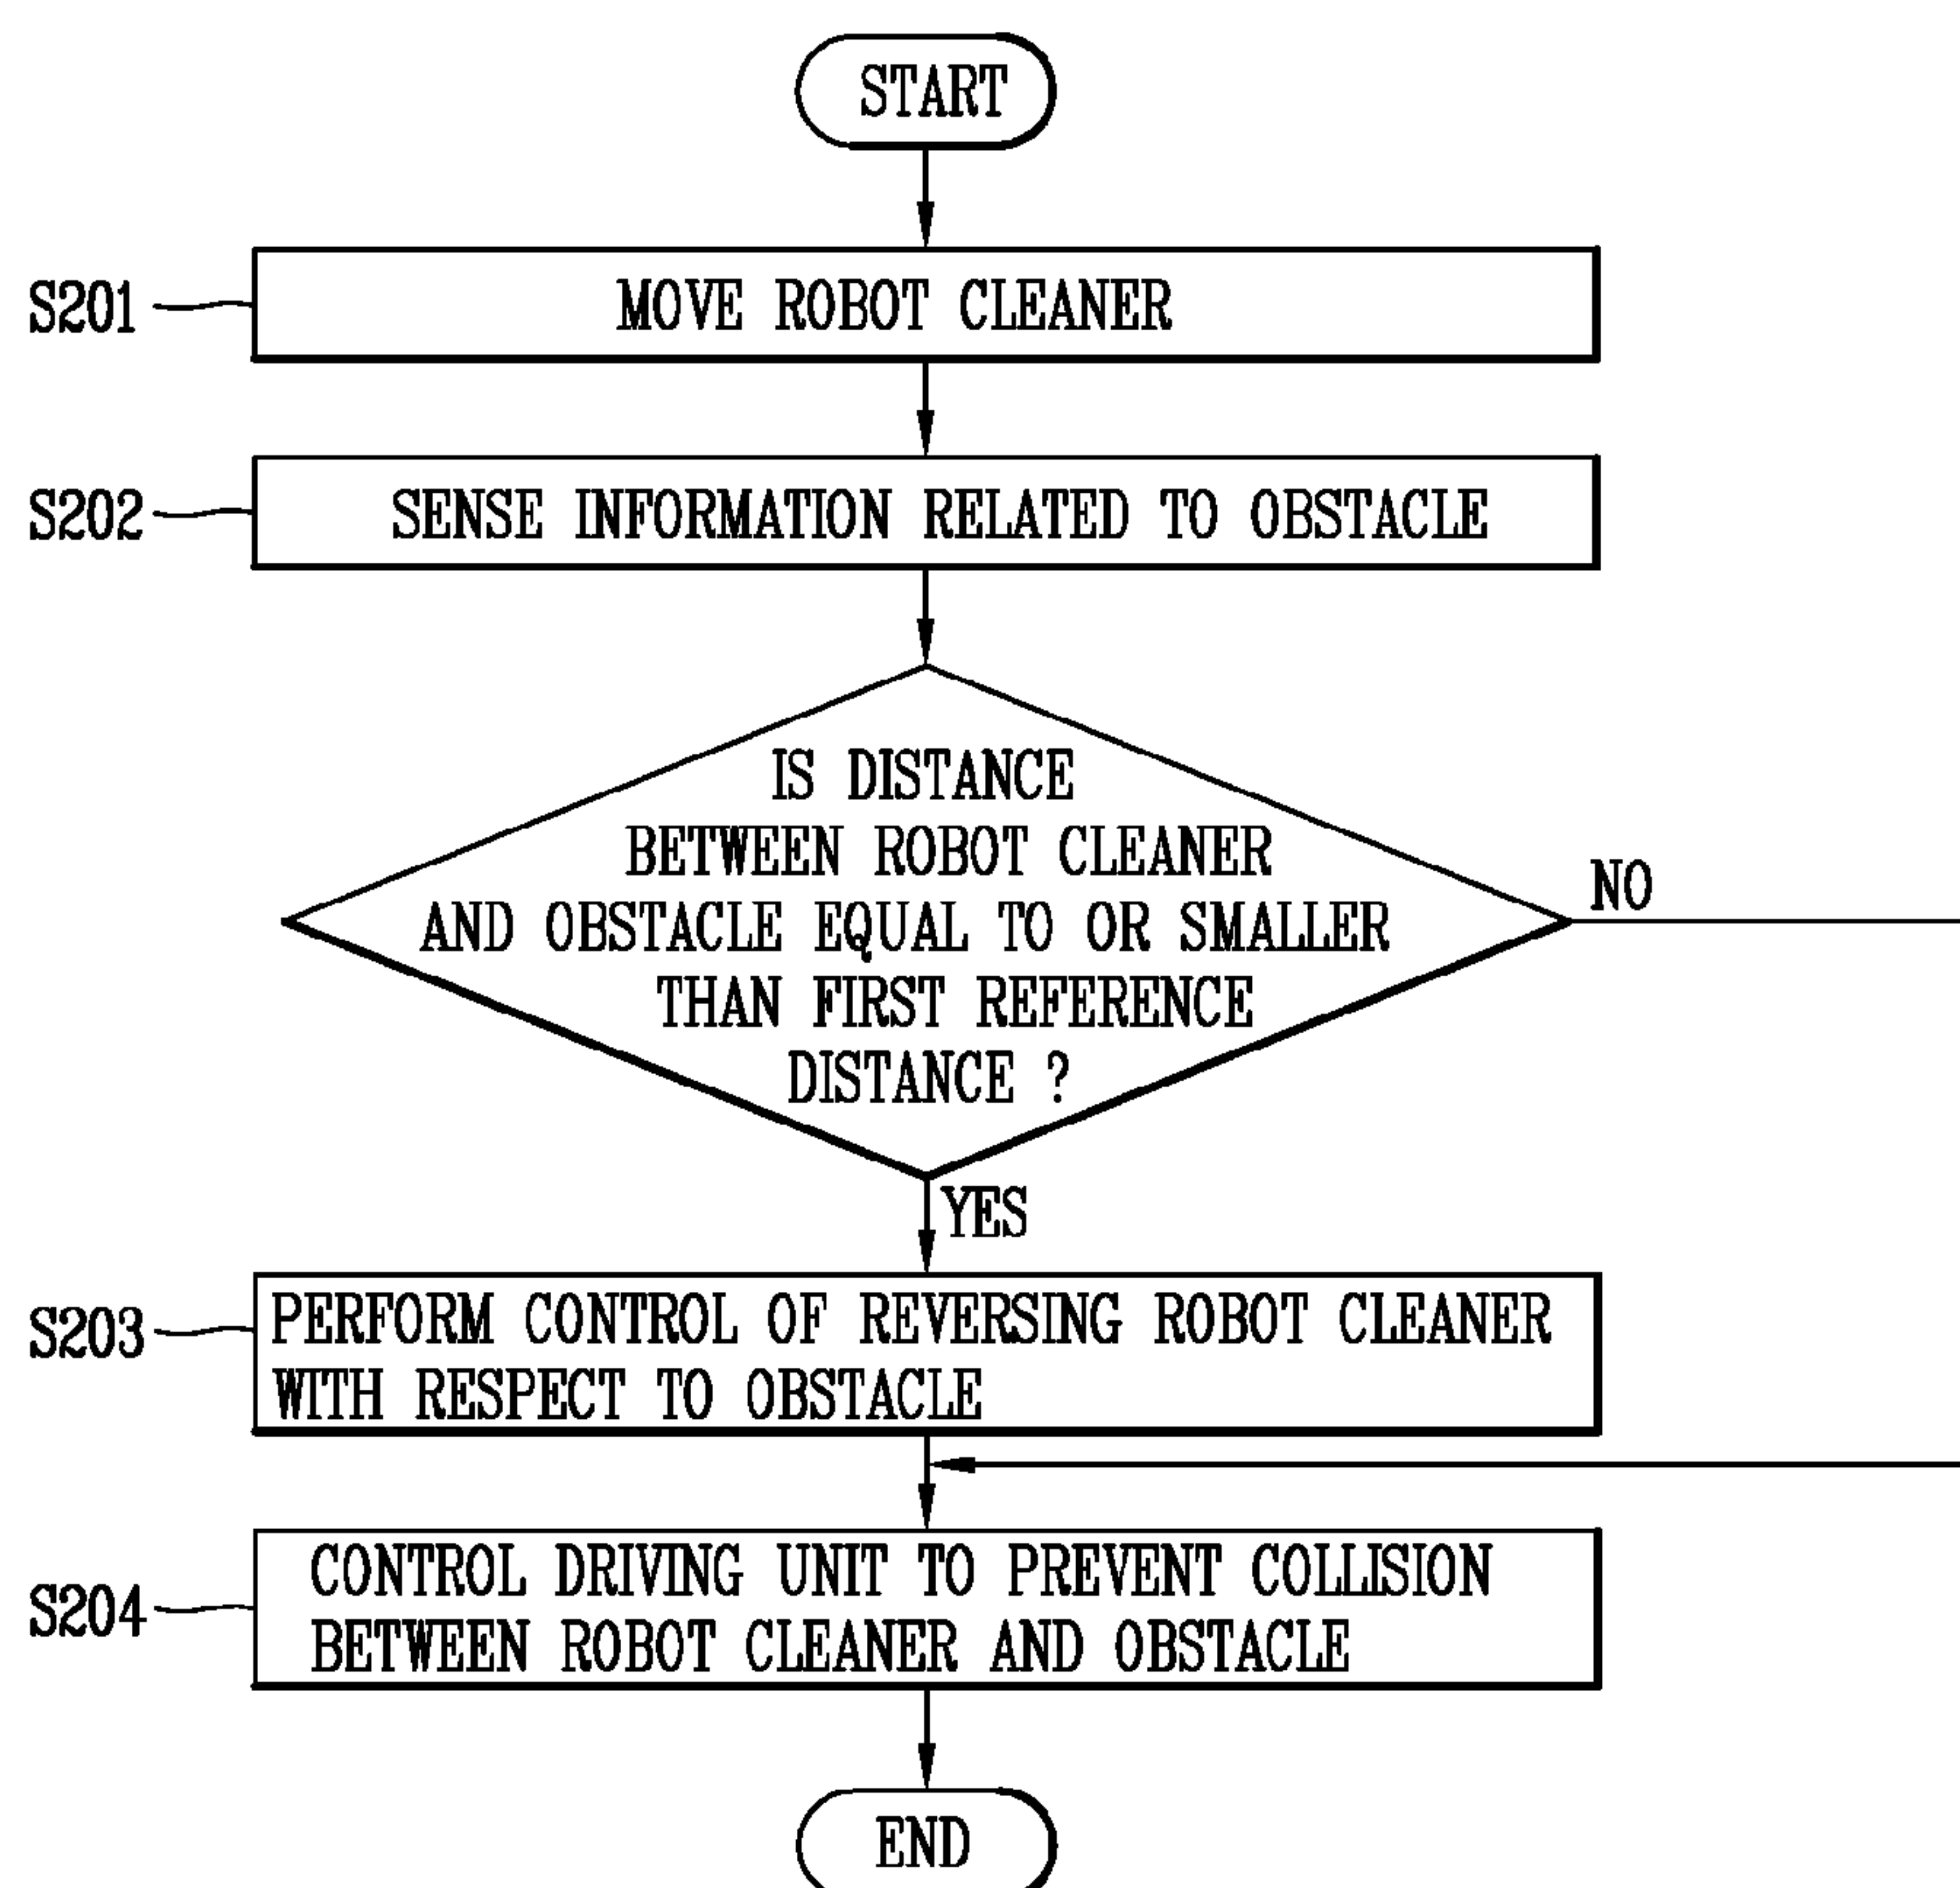 START
S201
MOVE ROBOT CLEANER
S202
SENSE INFORMATION RELATED TO OBSTACLE
IS DISTANCE
BETWEEN ROBOT CLEANER
AND OBSTACLE EQUAL TO OR SMALLER
THAN FIRST REFERENCE
DISTANCE ?
NO
YES
S203
PERFORM CONTROL OF REVERSING ROBOT CLEANER
WITH RESPECT TO OBSTACLE
S204
CONTROL DRIVING UNIT TO PREVENT COLLISION
BETWEEN ROBOT CLEANER AND OBSTACLE
END